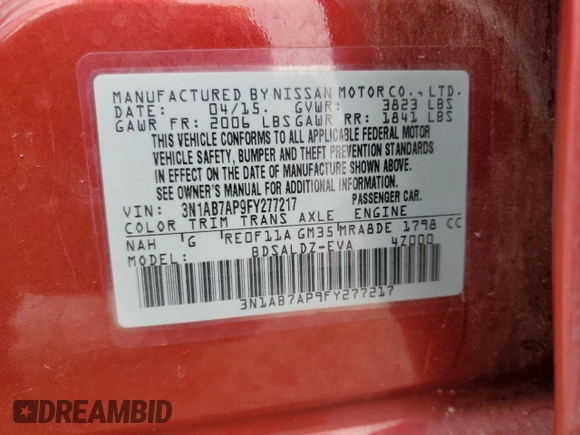 MANUFACTURED BY NISSAN MOTOR CO., LTD.
DATE: 04/15. GVWR: 3823 LBS
GAWR FR: 2006 LBS GAWR RR: 1841 LBS
THIS VEHICLE CONFORMS TO ALL APPLICABLE FEDERAL MOTOR
VEHICLE SAFETY, BUMPER AND THEFT PREVENTION STANDARDS
IN EFFECT ON THE DATE OF MANUFACTURE SHOWN ABOVE.
SEE OWNER'S MANUAL FOR ADDITIONAL INFORMATION
VIN: 3N1AB7AP9FY277217 PASSENGER CAR.
COLOR TRIM TRANS AXLE ENGINE
NAH G RE0F11A GM35 MRA8DE 1798 CC
BDSALDZ-EVA 4Z000
3N1AB7AP9FY277217
DREAMBID